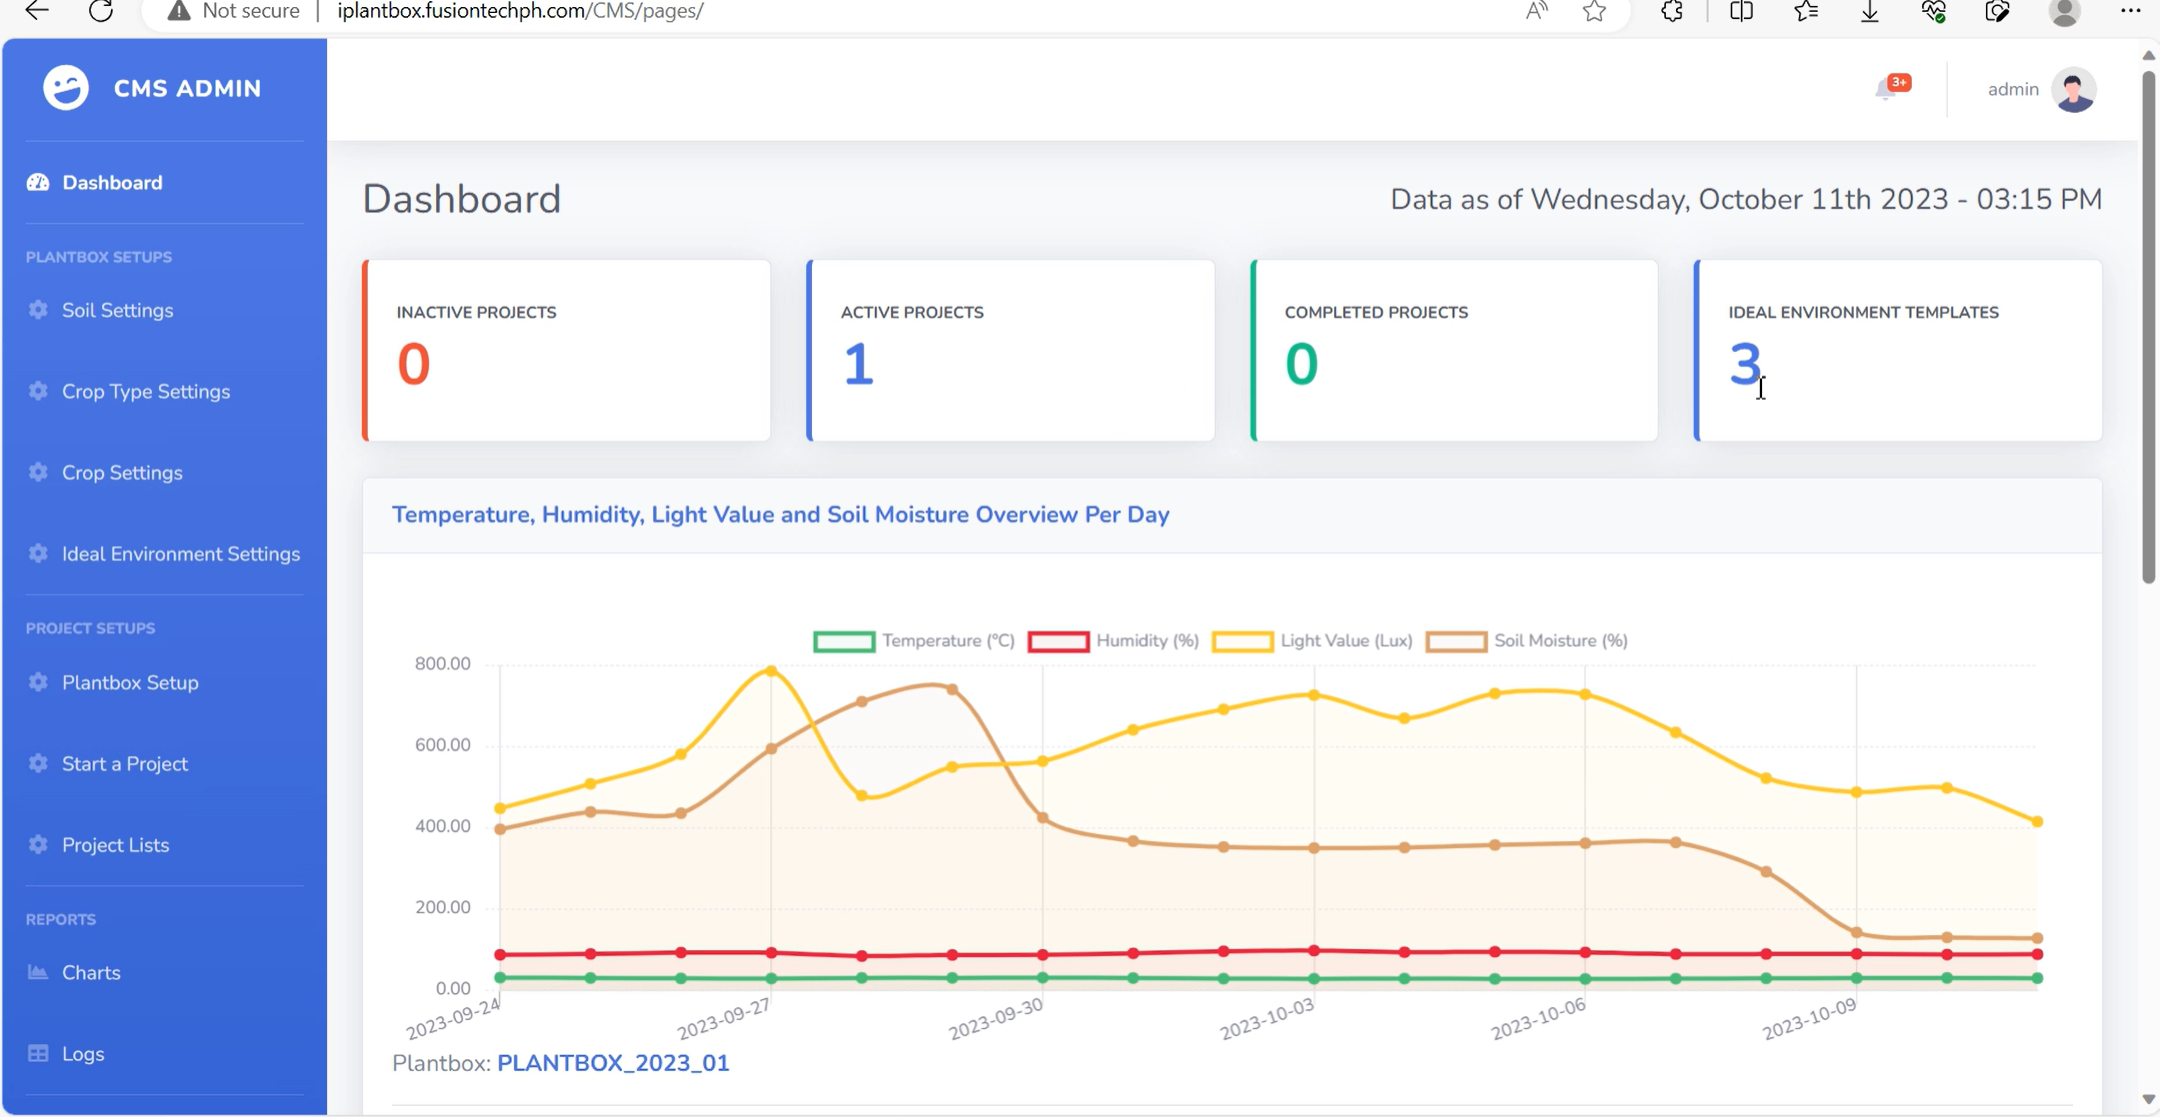 Not secure | iplantbox.fusiontechph.com/CMS/pages/
CMS ADMIN
3+
admin
Dashboard
PLANTBOX SETUPS
Soil Settings
Crop Type Settings
Crop Settings
Ideal Environment Settings
PROJECT SETUPS
Plantbox Setup
Start a Project
Project Lists
REPORTS
Charts
Logs
Dashboard
Data as of Wednesday, October 11th 2023 - 03:15 PM
INACTIVE PROJECTS
0
ACTIVE PROJECTS
1
COMPLETED PROJECTS
0
IDEAL ENVIRONMENT TEMPLATES
3
Temperature, Humidity, Light Value and Soil Moisture Overview Per Day
Temperature (°C) Humidity (%) Light Value (Lux) Soil Moisture (%)
800.00
600.00
400.00
200.00
0.00
2023-09-24 2023-09-27 2023-09-30 2023-10-03 2023-10-06 2023-10-09
Plantbox: PLANTBOX_2023_01